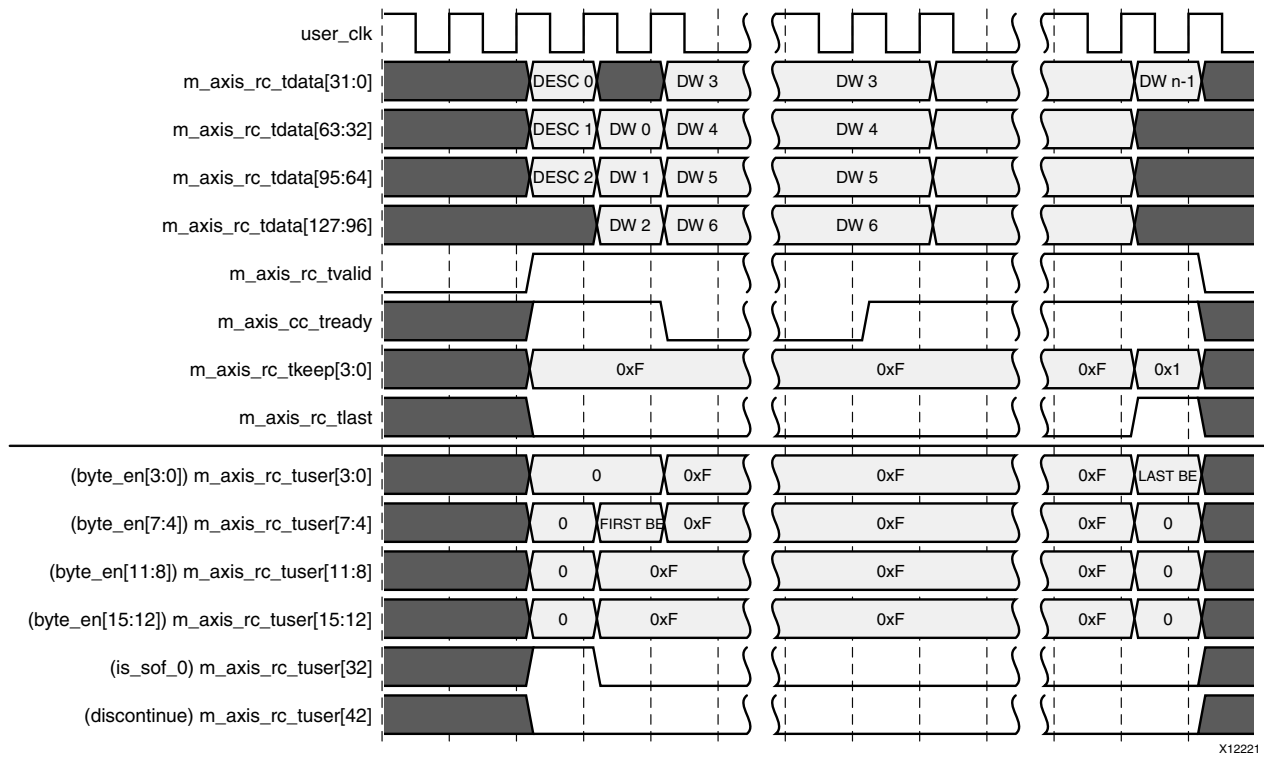 user_clk
m_axis_rc_tdata[31:0] DESC 0 DW 3 DW 3 DW n-1
m_axis_rc_tdata[63:32] DESC 1 DW 0 DW 4 DW 4
m_axis_rc_tdata[95:64] DESC 2 DW 1 DW 5 DW 5
m_axis_rc_tdata[127:96] DW 2 DW 6 DW 6
m_axis_rc_tvalid
m_axis_cc_tready
m_axis_rc_tkeep[3:0] 0xF 0xF 0xF 0x1
m_axis_rc_tlast
(byte_en[3:0]) m_axis_rc_tuser[3:0] 0 0xF 0xF 0xF LAST BE
(byte_en[7:4]) m_axis_rc_tuser[7:4] 0 FIRST BE 0xF 0xF 0xF 0
(byte_en[11:8]) m_axis_rc_tuser[11:8] 0 0xF 0xF 0xF 0
(byte_en[15:12]) m_axis_rc_tuser[15:12] 0 0xF 0xF 0xF 0
(is_sof_0) m_axis_rc_tuser[32]
(discontinue) m_axis_rc_tuser[42]
X12221